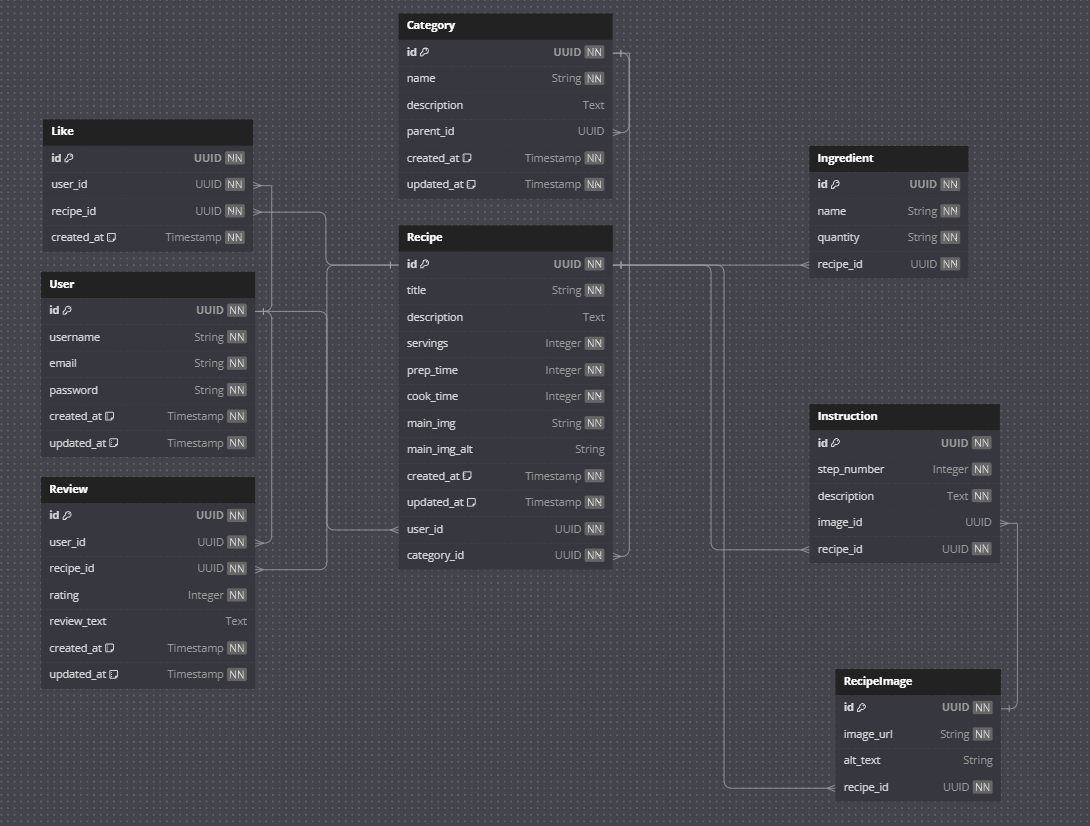 Category
id UUID NN
name String NN
description Text
parent_id UUID
created_at Timestamp NN
updated_at Timestamp NN
Like
id UUID NN
user_id UUID NN
recipe_id UUID NN
created_at Timestamp NN
Ingredient
id UUID NN
name String NN
quantity String NN
recipe_id UUID NN
Recipe
id UUID NN
title String NN
description Text
servings Integer NN
prep_time Integer NN
cook_time Integer NN
main_img String NN
main_img_alt String
created_at Timestamp NN
updated_at Timestamp NN
user_id UUID NN
category_id UUID NN
User
id UUID NN
username String NN
email String NN
password String NN
created_at Timestamp NN
updated_at Timestamp NN
Instruction
id UUID NN
step_number Integer NN
description Text NN
image_id UUID
recipe_id UUID NN
Review
id UUID NN
user_id UUID NN
recipe_id UUID NN
rating Integer NN
review_text Text
created_at Timestamp NN
updated_at Timestamp NN
RecipeImage
id UUID NN
image_url String NN
alt_text String
recipe_id UUID NN